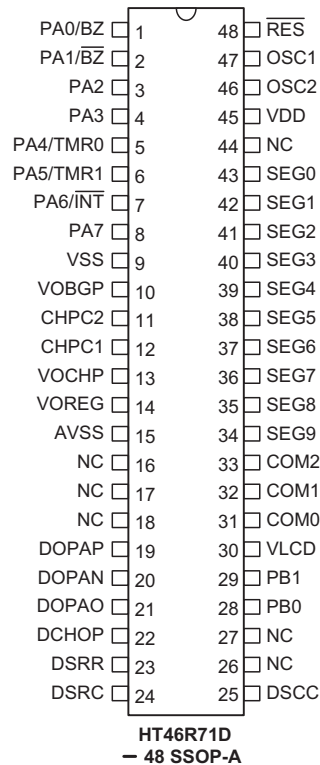 PA0/BZ 1 48 RES
PA1/BZ 2 47 OSC1
PA2 3 46 OSC2
PA3 4 45 VDD
PA4/TMR0 5 44 NC
PA5/TMR1 6 43 SEG0
PA6/INT 7 42 SEG1
PA7 8 41 SEG2
VSS 9 40 SEG3
VOBGP 10 39 SEG4
CHPC2 11 38 SEG5
CHPC1 12 37 SEG6
VOCHP 13 36 SEG7
VOREG 14 35 SEG8
AVSS 15 34 SEG9
NC 16 33 COM2
NC 17 32 COM1
NC 18 31 COM0
DOPAP 19 30 VLCD
DOPAN 20 29 PB1
DOPAO 21 28 PB0
DCHOP 22 27 NC
DSRR 23 26 NC
DSRC 24 25 DSCC
HT46R71D
– 48 SSOP-A